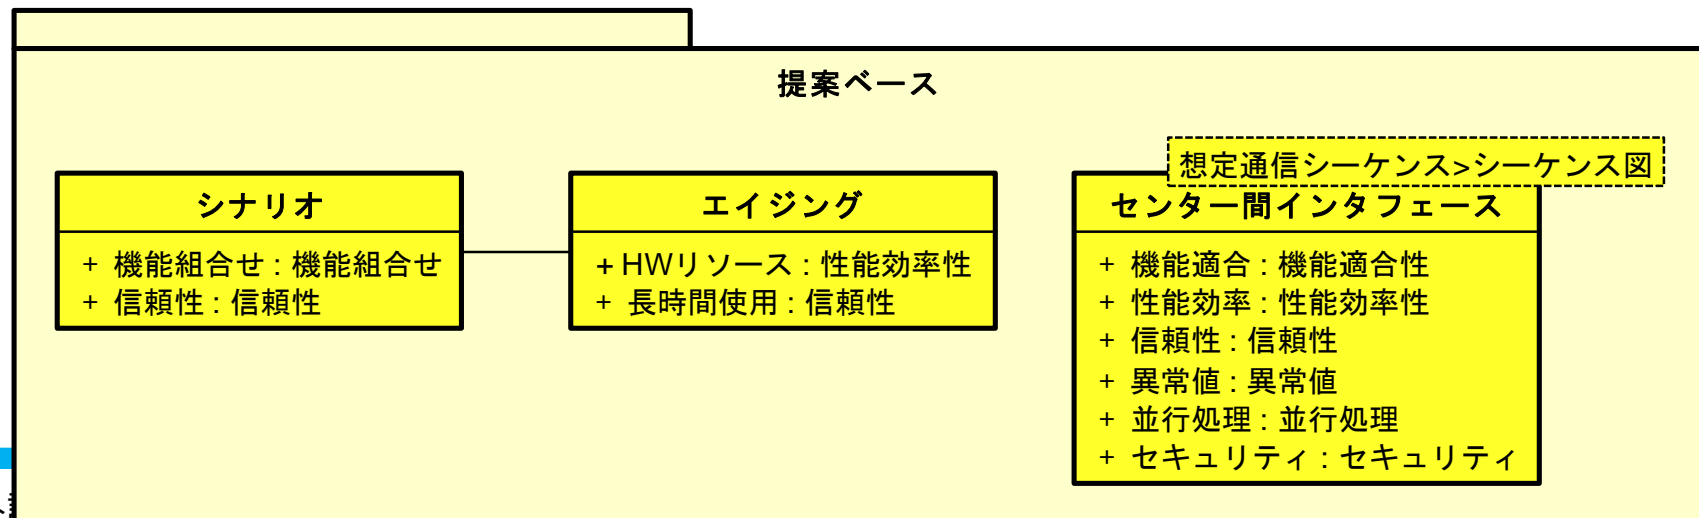 提案ベース
シナリオ
+ 機能組合せ : 機能組合せ
+ 信頼性 : 信頼性
エイジング
+ HWリソース : 性能効率性
+ 長時間使用 : 信頼性
想定通信シーケンス>シーケンス図
センター間インタフェース
+ 機能適合 : 機能適合性
+ 性能効率 : 性能効率性
+ 信頼性 : 信頼性
+ 異常値 : 異常値
+ 並行処理 : 並行処理
+ セキュリティ : セキュリティ